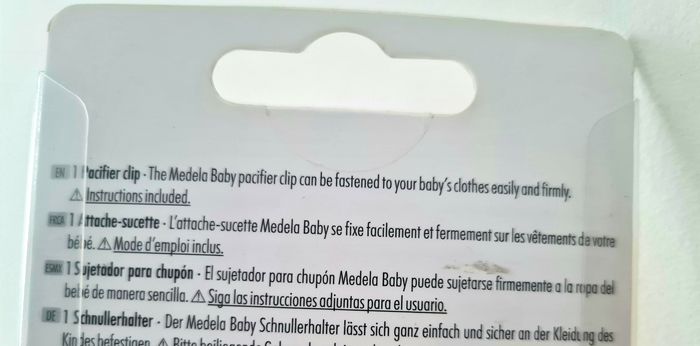 EN 1 Pacifier clip - The Medela Baby pacifier clip can be fastened to your baby's clothes easily and firmly.
⚠ Instructions included.
FRCA 1 Attache-sucette - L'attache-sucette Medela Baby se fixe facilement et fermement sur les vêtements de votre
bébé. ⚠ Mode d'emploi inclus.
ESMX 1 Sujetador para chupón - El sujetador para chupón Medela Baby puede sujetarse firmemente a la ropa del
bebé de manera sencilla. ⚠ Siga las instrucciones adjuntas para el usuario.
DE 1 Schnullerhalter - Der Medela Baby Schnullerhalter lässt sich ganz einfach und sicher an der Kleidung des
Kindes befestigen. ⚠ Bitte